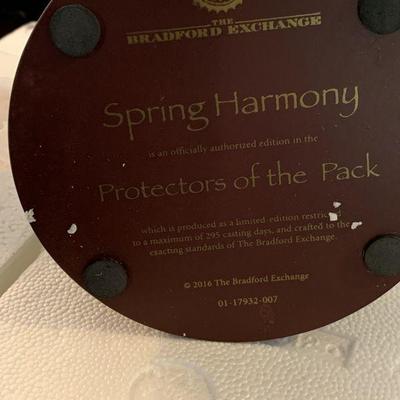 THE
BRADFORD EXCHANGE
Spring Harmony
is an officially authorized edition in the
Protectors of the Pack
which is produced as a limited-edition
to a maximum of 295 casting days, and crafted to the
exacting standards of The Bradford Exchange.
© 2016 The Bradford Exchange
01-17932-007